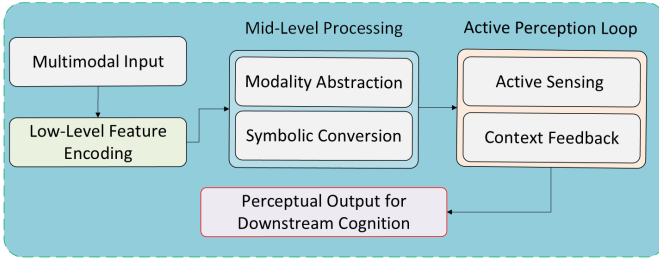 Multimodal Input
Low-Level Feature
Encoding
Mid-Level Processing
Modality Abstraction
Symbolic Conversion
Active Perception Loop
Active Sensing
Context Feedback
Perceptual Output for
Downstream Cognition